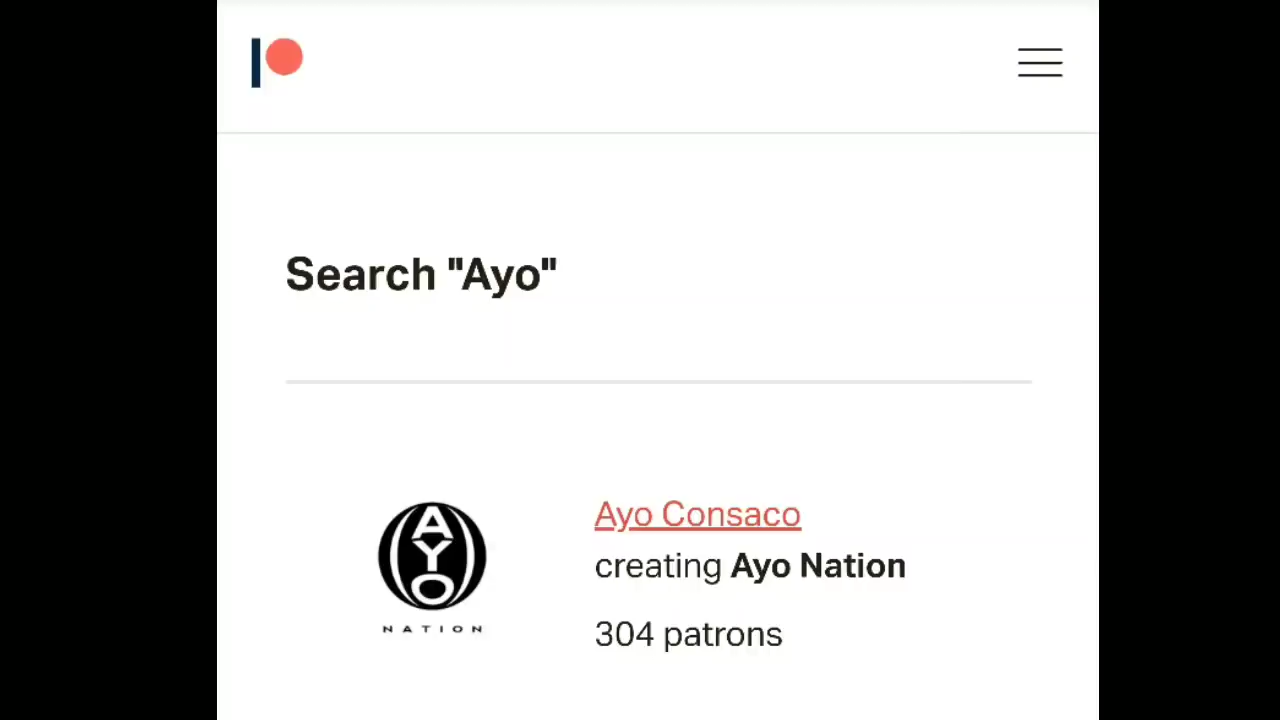 Search "Ayo"
AYO
NATION
Ayo Consaco
creating Ayo Nation
304 patrons